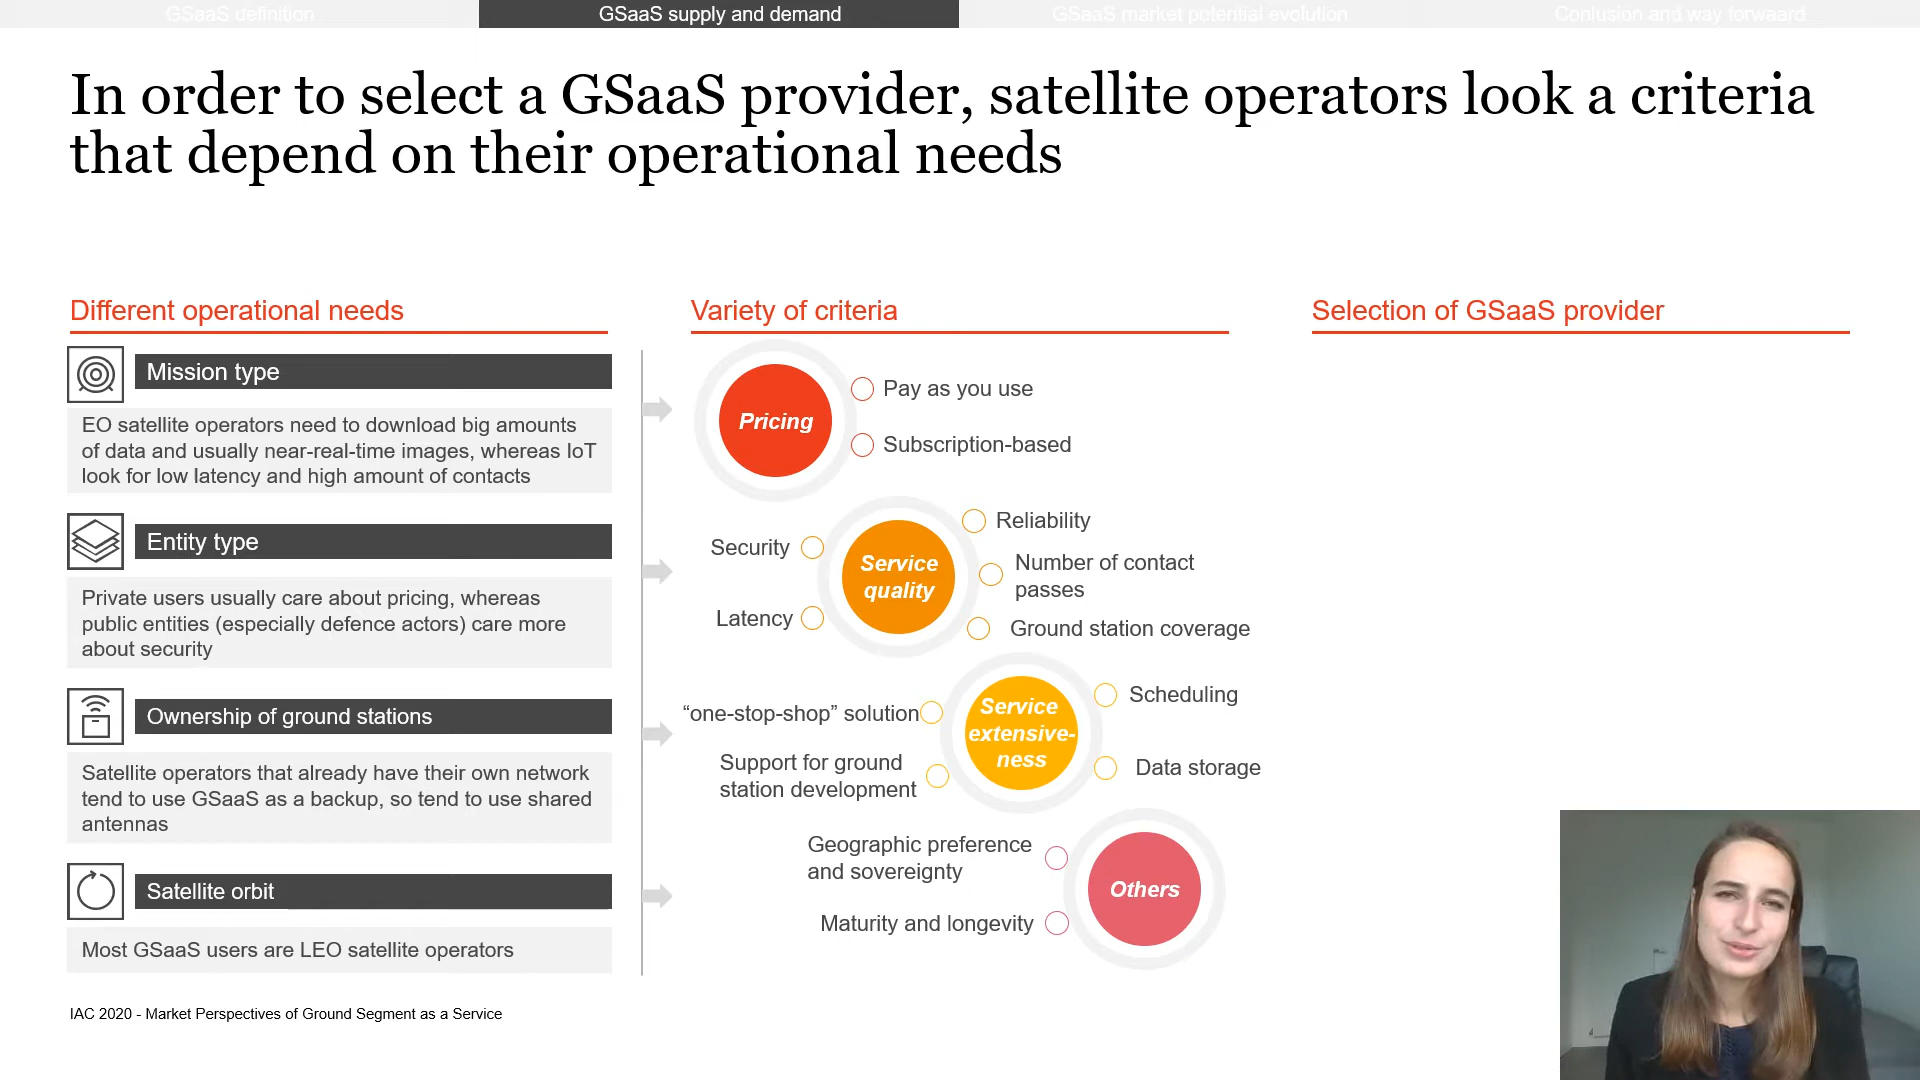 GSaaS definition
GSaaS supply and demand
GSaaS market potential evolution
Conlusion and way forwaard
In order to select a GSaaS provider, satellite operators look a criteria
that depend on their operational needs
Different operational needs
Mission type
EO satellite operators need to download big amounts
of data and usually near-real-time images, whereas IoT
look for low latency and high amount of contacts
Entity type
Private users usually care about pricing, whereas
public entities (especially defence actors) care more
about security
Ownership of ground stations
Satellite operators that already have their own network
tend to use GSaaS as a backup, so tend to use shared
antennas
Satellite orbit
Most GSaaS users are LEO satellite operators
Variety of criteria
Pricing
Pay as you use
Subscription-based
Service
quality
Security
Latency
Reliability
Number of contact
passes
Ground station coverage
Service
extensive-
ness
“one-stop-shop” solution
Support for ground
station development
Scheduling
Data storage
Others
Geographic preference
and sovereignty
Maturity and longevity
Selection of GSaaS provider
IAC 2020 - Market Perspectives of Ground Segment as a Service